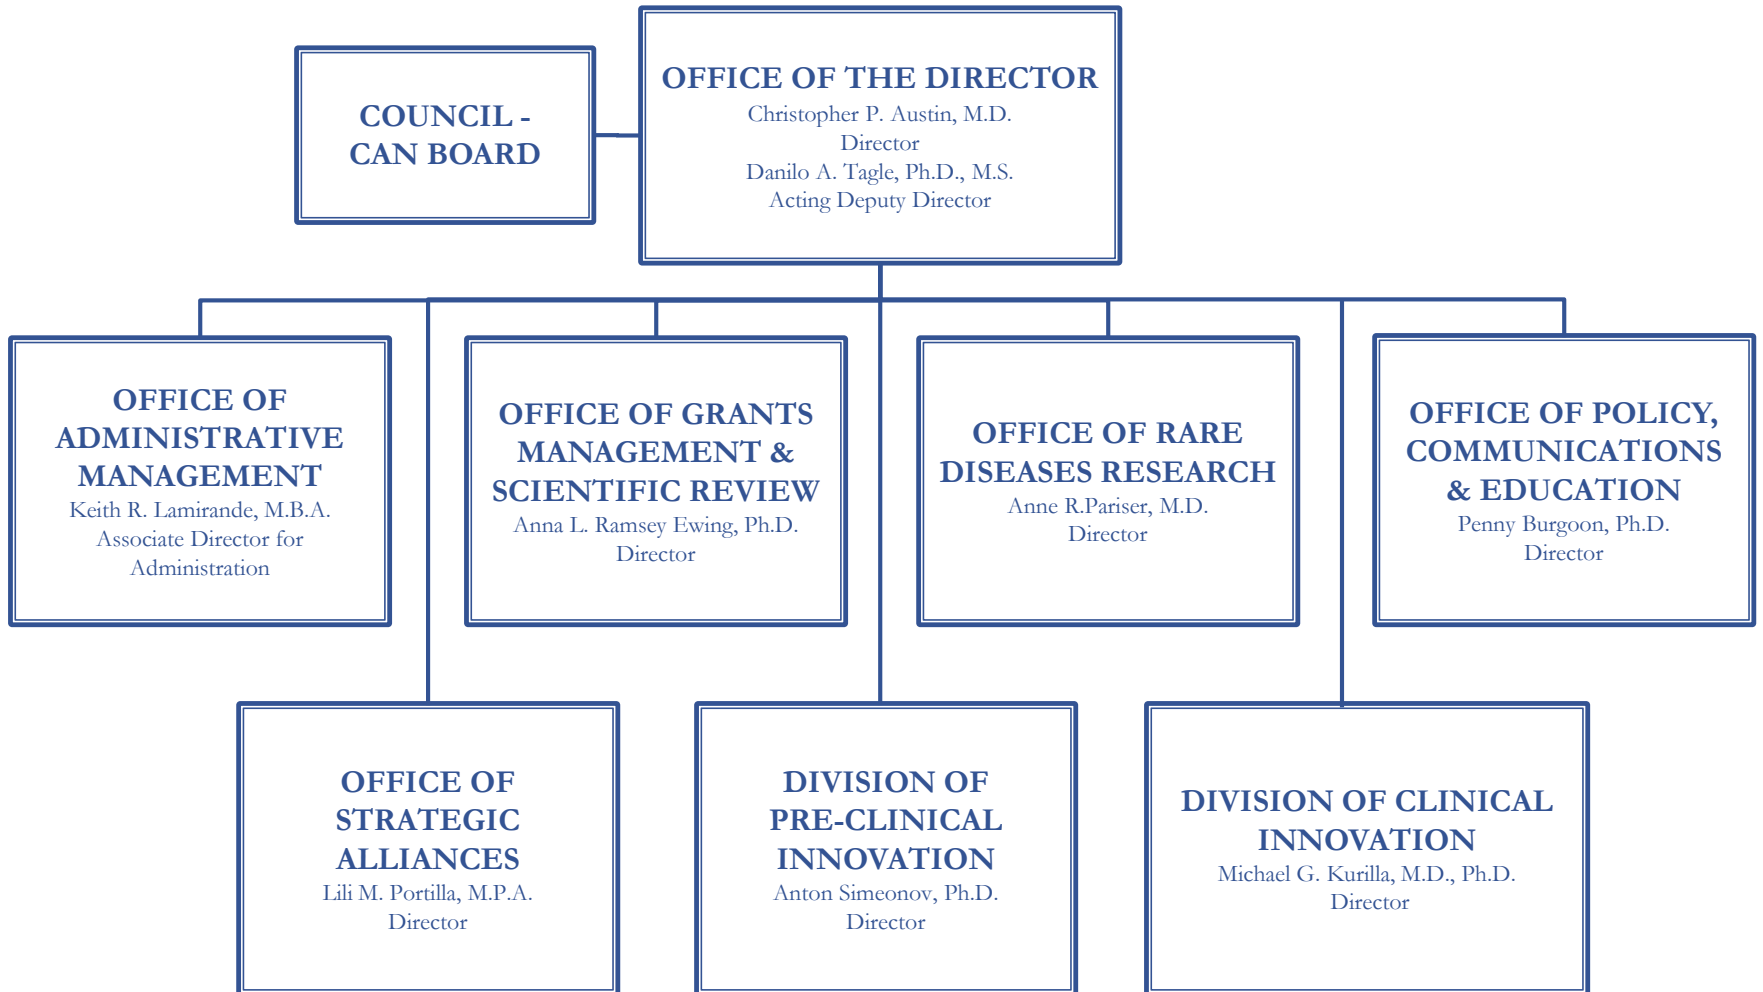 COUNCIL -
CAN BOARD
OFFICE OF THE DIRECTOR
Christopher P. Austin, M.D.
Director
Danilo A. Tagle, Ph.D., M.S.
Acting Deputy Director
OFFICE OF
ADMINISTRATIVE
MANAGEMENT
Keith R. Lamirande, M.B.A.
Associate Director for
Administration
OFFICE OF GRANTS
MANAGEMENT &
SCIENTIFIC REVIEW
Anna L. Ramsey Ewing, Ph.D.
Director
OFFICE OF RARE
DISEASES RESEARCH
Anne R.Pariser, M.D.
Director
OFFICE OF POLICY,
COMMUNICATIONS
& EDUCATION
Penny Burgoon, Ph.D.
Director
OFFICE OF
STRATEGIC
ALLIANCES
Lili M. Portilla, M.P.A.
Director
DIVISION OF
PRE-CLINICAL
INNOVATION
Anton Simeonov, Ph.D.
Director
DIVISION OF CLINICAL
INNOVATION
Michael G. Kurilla, M.D., Ph.D.
Director